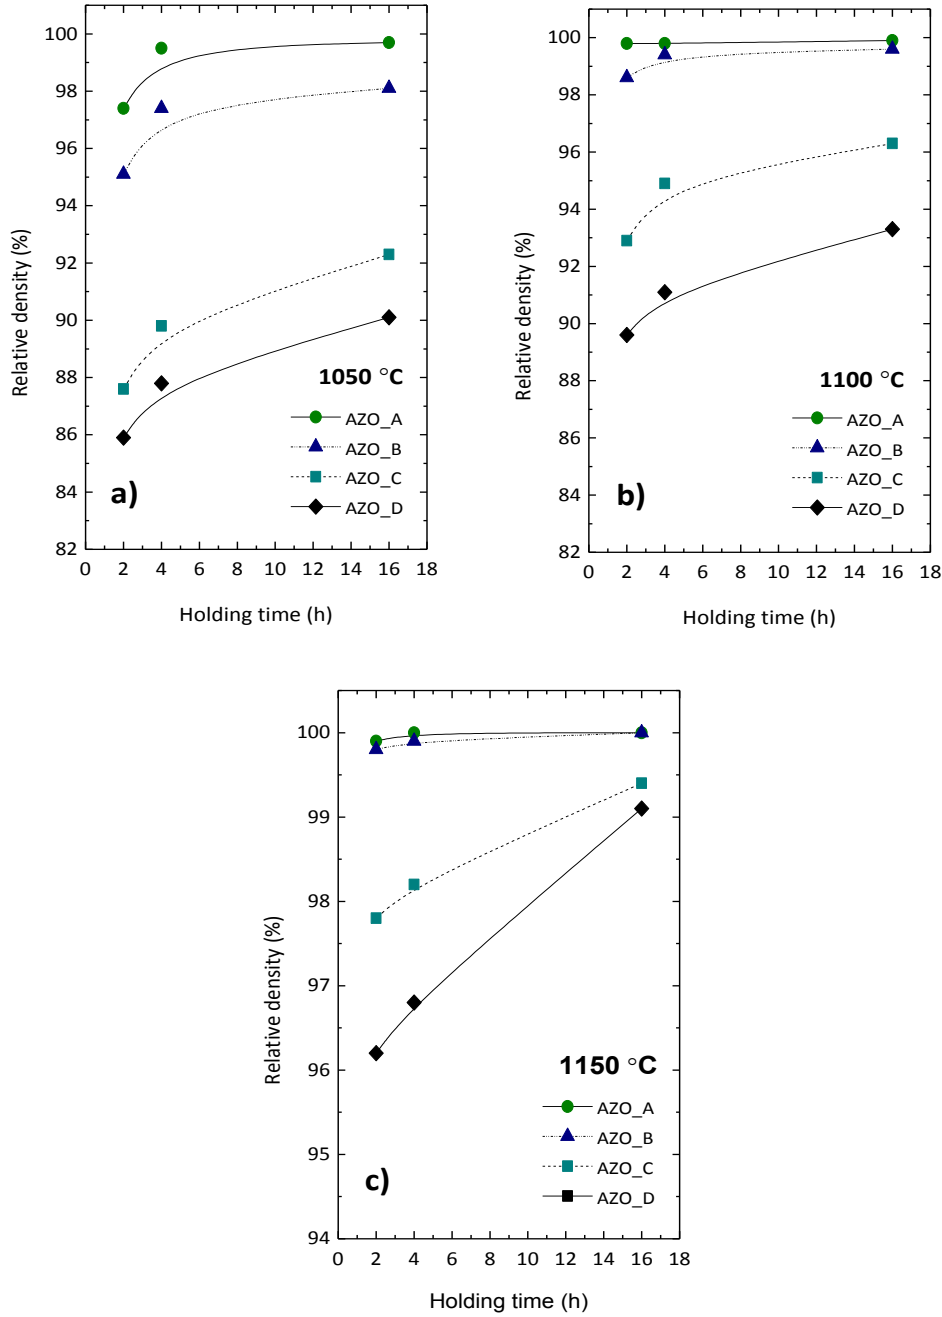 100
98
96
94
92
90
88
86
84
82
0 2 4 6 8 10 12 14 16 18
Relative density (%)
Holding time (h)
1050 °C
AZO_A
AZO_B
AZO_C
AZO_D
a)
100
98
96
94
92
90
88
86
84
82
0 2 4 6 8 10 12 14 16 18
Relative density (%)
Holding time (h)
1100 °C
AZO_A
AZO_B
AZO_C
AZO_D
b)
100
99
98
97
96
95
94
0 2 4 6 8 10 12 14 16 18
Relative density (%)
Holding time (h)
1150 °C
AZO_A
AZO_B
AZO_C
AZO_D
c)